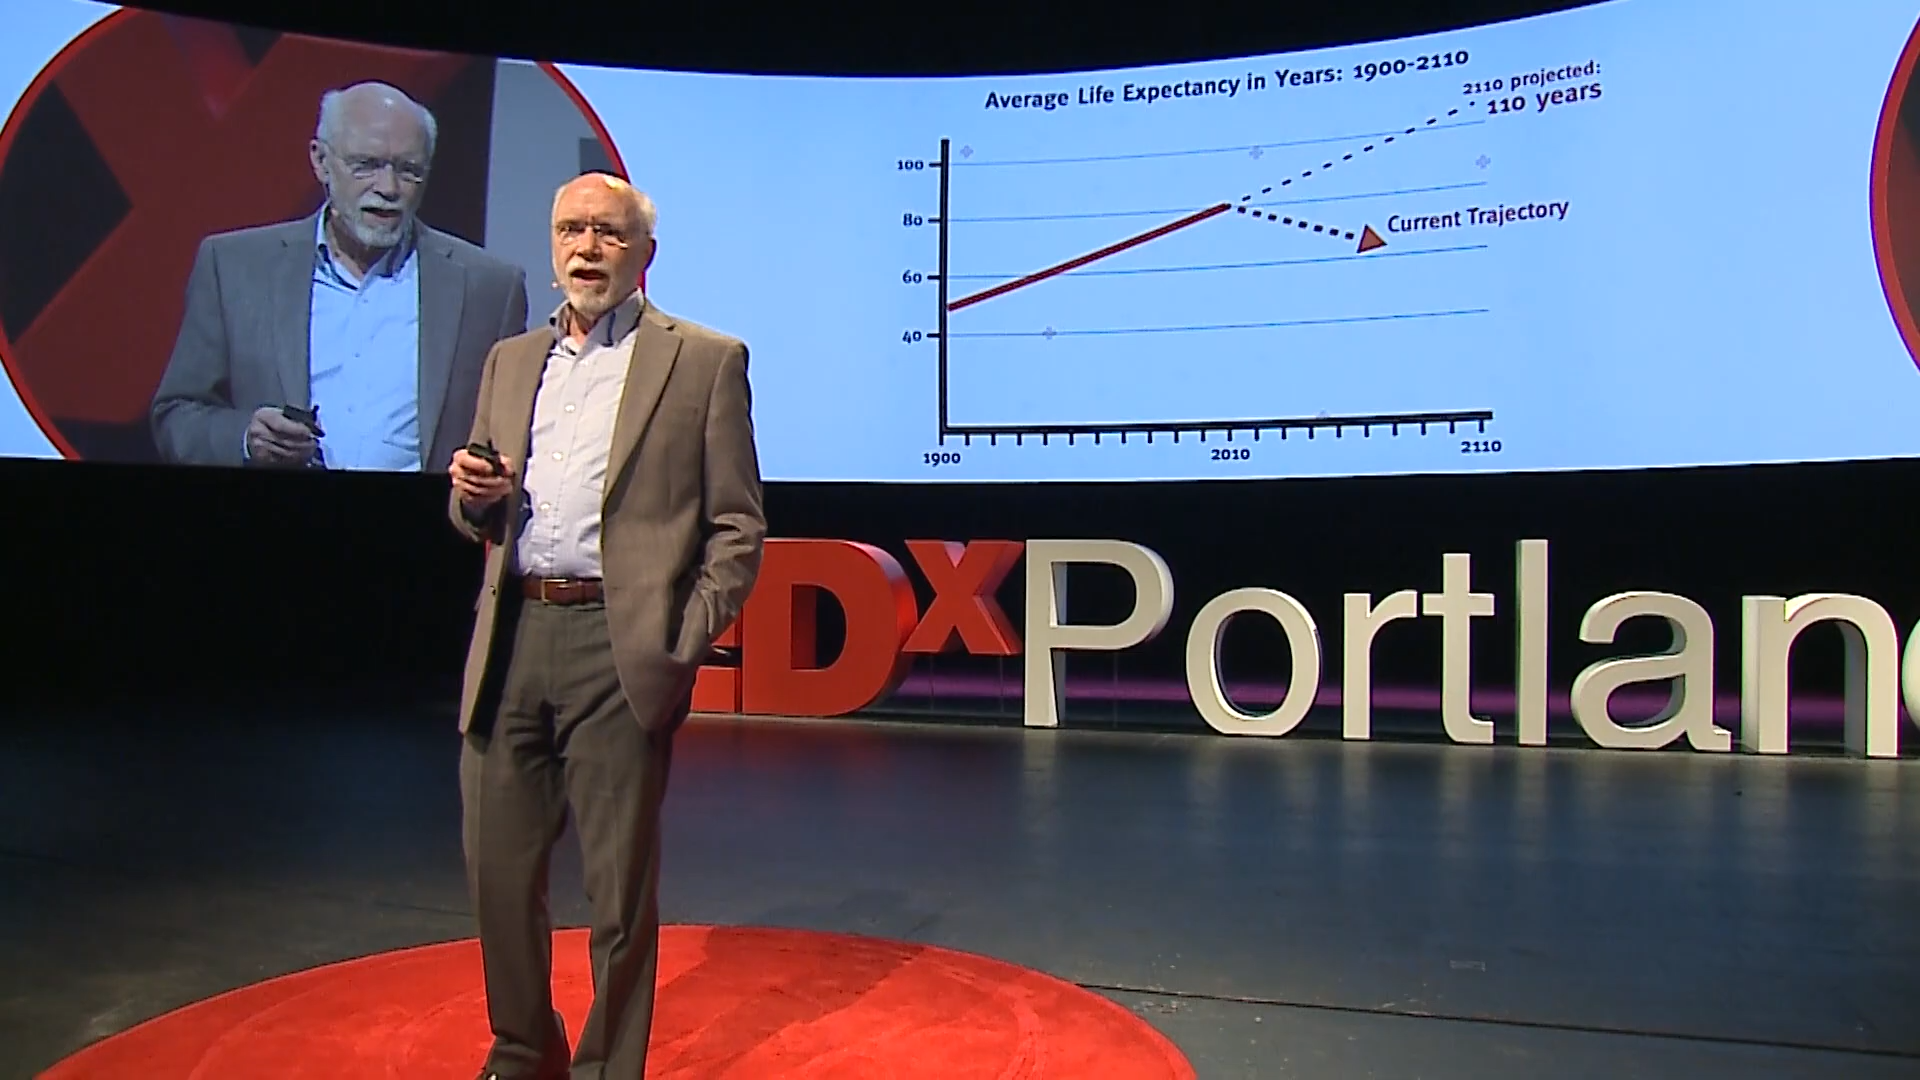 Average Life Expectancy in Years: 1900-2110
2110 projected:
110 years
100
80
Current Trajectory
60
40
1900
2010
2110
EDxPortlan